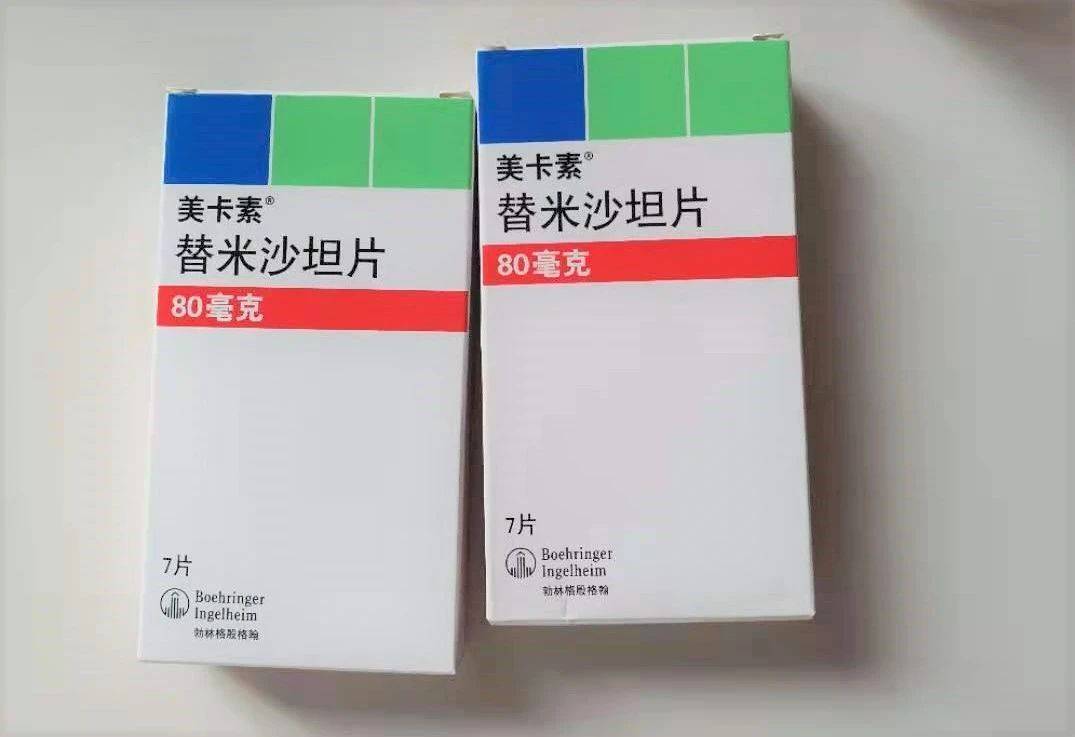 美卡素®
替米沙坦片
80毫克
7片
Boehringer
Ingelheim
勃林格殷格翰
美卡素®
替米沙坦片
80毫克
7片
Boehringer
Ingelheim
勃林格殷格翰